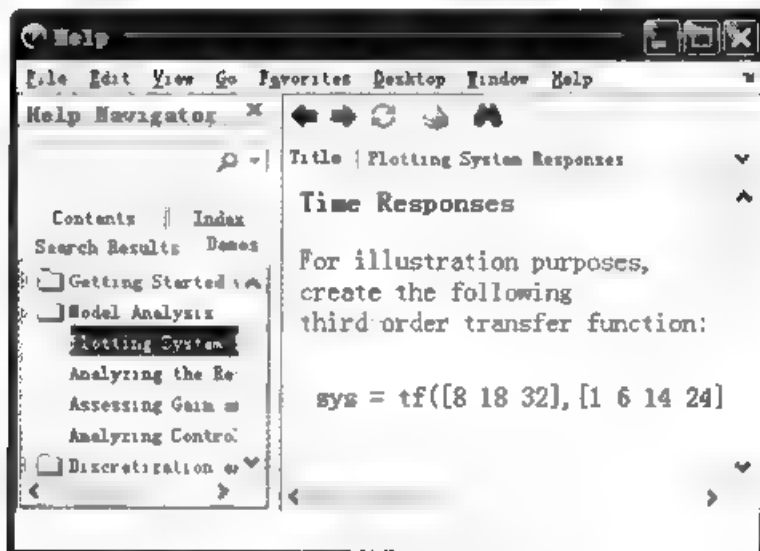 Help
File Edit View Go Favorites Desktop Window Help
Help Navigator
Title Plotting System Responses
Contents Index
Search Results Demos
Time Responses
For illustration purposes,
create the following
third order transfer function:
sys = tf([8 18 32],[1 6 14 24]
Getting Started
Model Analysis
Plotting System
Analyzing the Re
Assessing Gain
Analyzing Control
Discretization